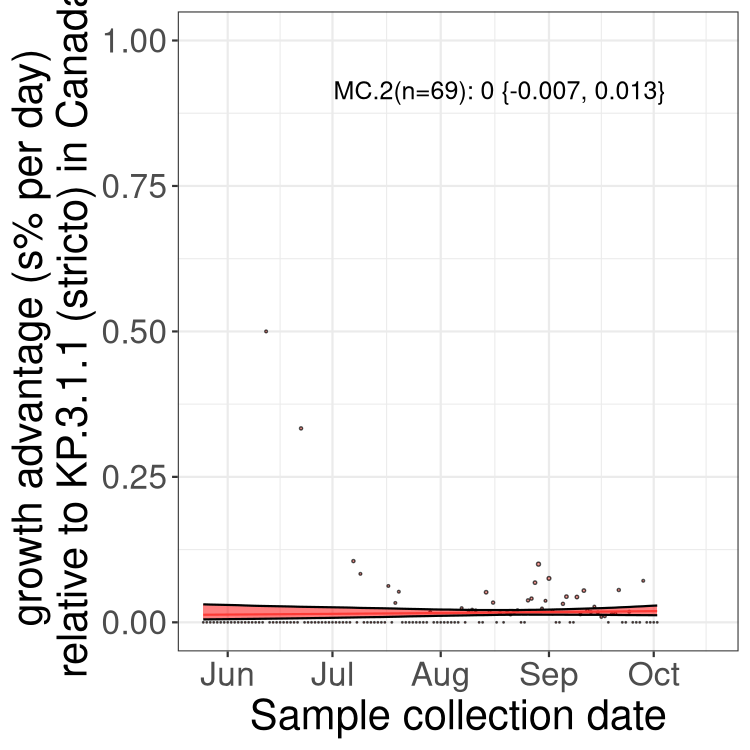 growth advantage (s% per day)
relative to KP.3.1.1 (stricto) in Canada
1.00
0.75
0.50
0.25
0.00
MC.2(n=69): 0 {-0.007, 0.013}
Jun Jul Aug Sep Oct
Sample collection date